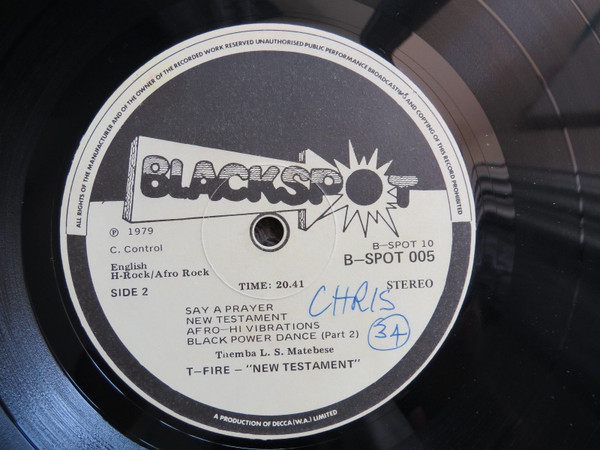 ALL RIGHTS OF THE MANUFACTURER AND OF THE OWNER OF THE RECORDED WORK RESERVED UNAUTHORISED PUBLIC PERFORMANCE BROADCASTING AND COPYING OF THIS RECORD PROHIBITED
BLACKSPOT
℗ 1979
C. Control
B-SPOT 10
B-SPOT 005
English
H-Rock/Afro Rock
TIME: 20.41
STEREO
SIDE 2
SAY A PRAYER
NEW TESTAMENT
AFRO-HI VIBRATIONS
BLACK POWER DANCE (Part 2)
CHRIS
34
Themba L. S. Matebese
T-FIRE - "NEW TESTAMENT"
A PRODUCTION OF DECCA (W.A.) LIMITED